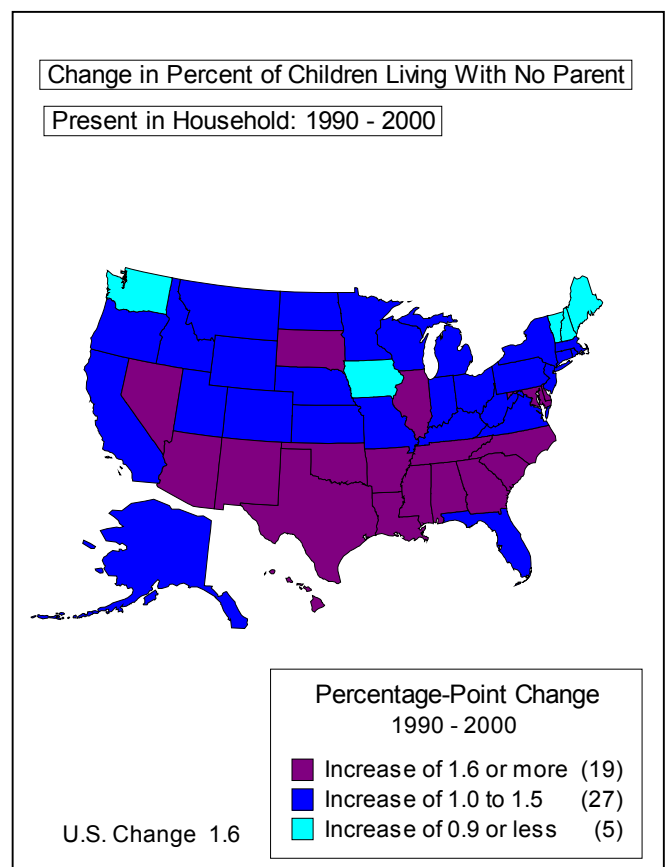 Change in Percent of Children Living With No Parent
Present in Household: 1990 - 2000
Percentage-Point Change
1990 - 2000
Increase of 1.6 or more (19)
Increase of 1.0 to 1.5 (27)
Increase of 0.9 or less (5)
U.S. Change 1.6